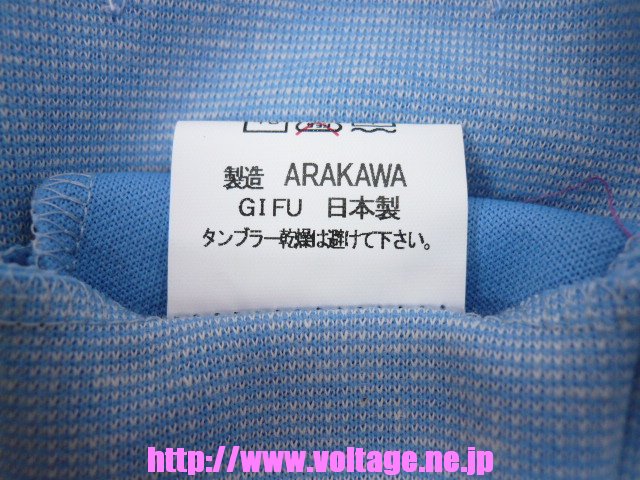 製造 ARAKAWA
GIFU 日本製
タンブラー乾燥は避けて下さい。
http://www.voltage.ne.jp